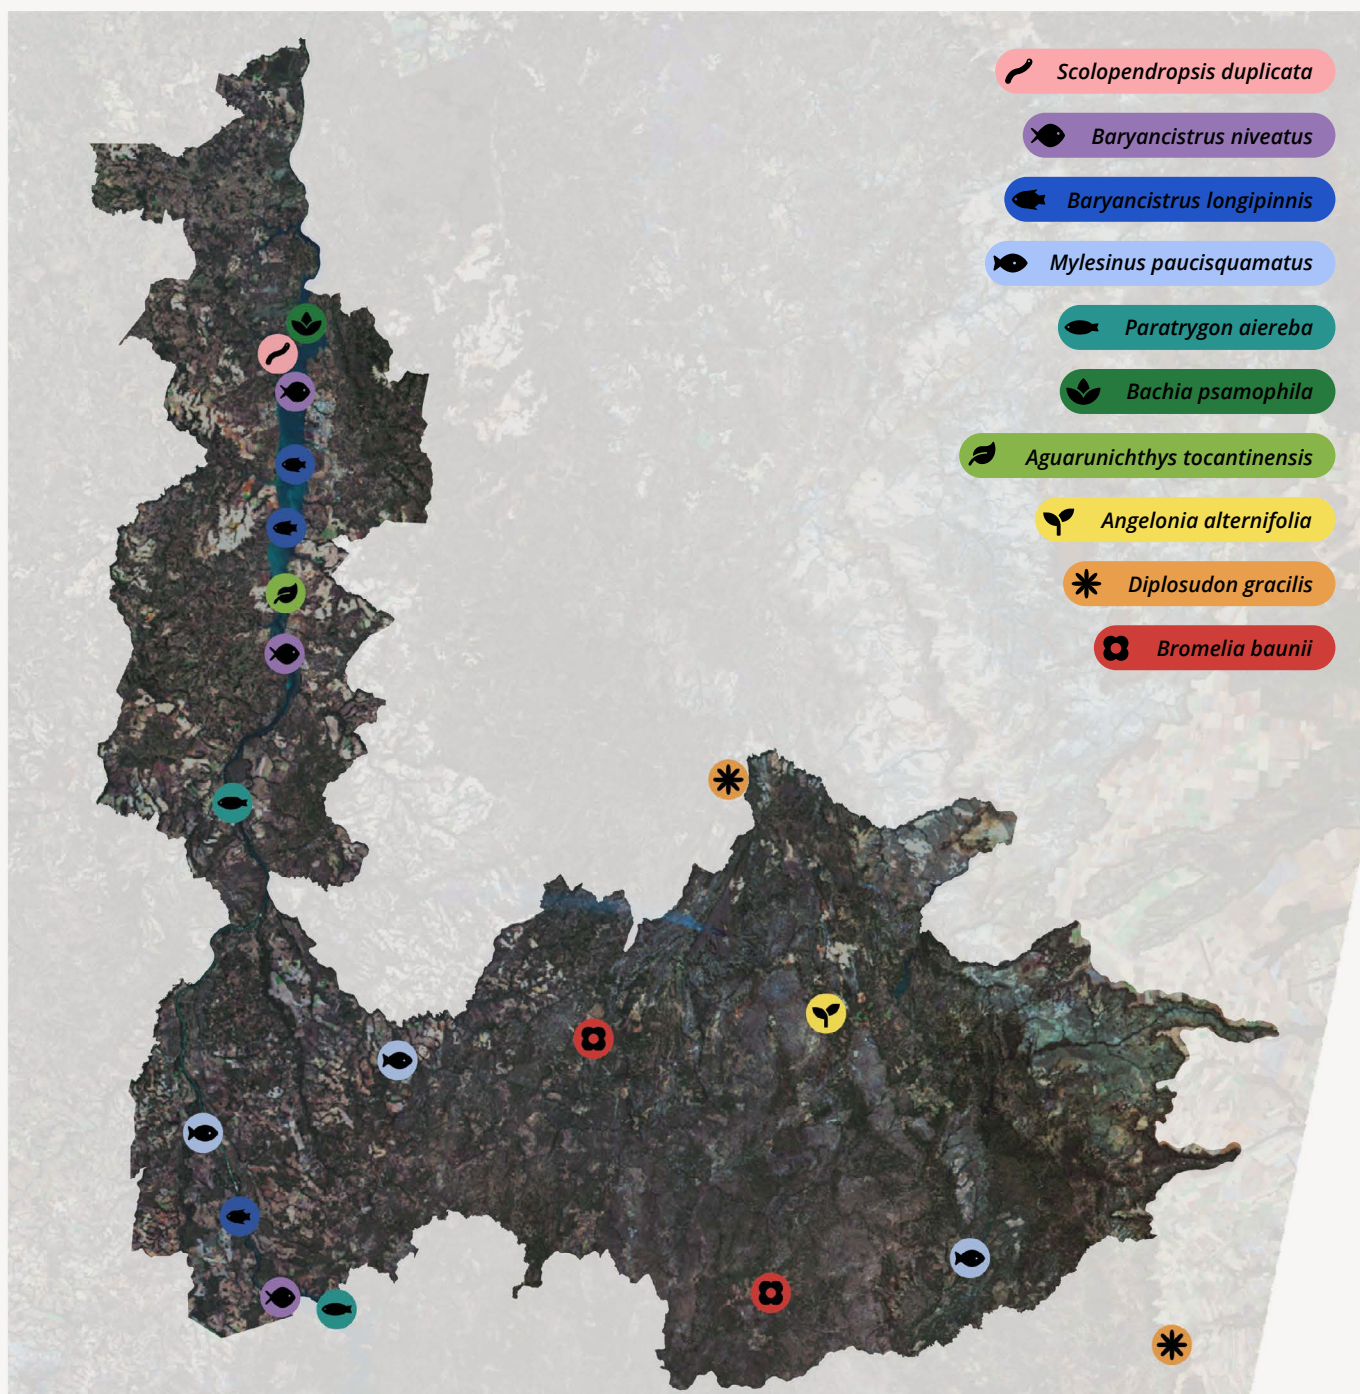 Scolopendropsis duplicata
Baryancistrus niveatus
Baryancistrus longipinnis
Mylesinus paucisquamatus
Paratrygon aiereba
Bachia psamophila
Aguarunichthys tocantinensis
Angelonia alternifolia
Diplosudon gracilis
Bromelia baunii